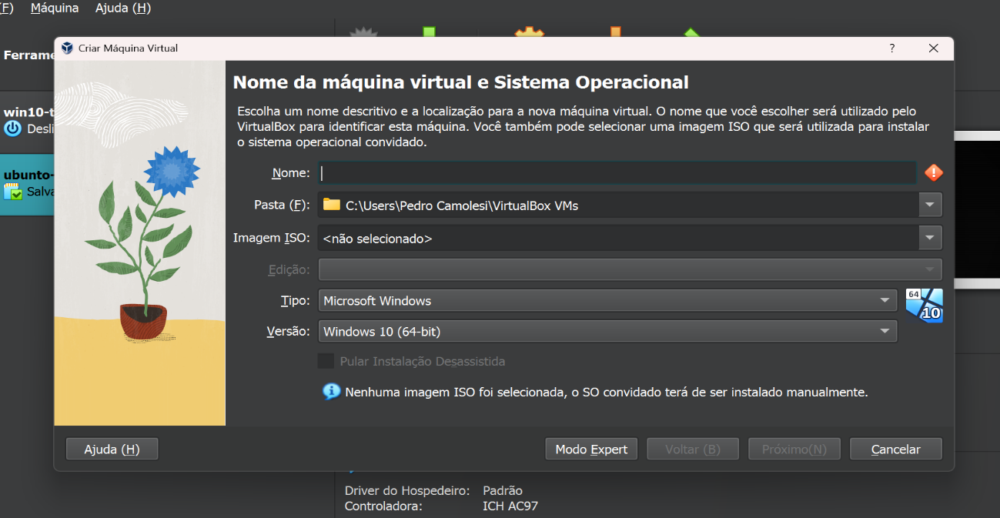 (F) Máquina Ajuda (H)
Criar Máquina Virtual ?
Nome da máquina virtual e Sistema Operacional
Escolha um nome descritivo e a localização para a nova máquina virtual. O nome que você escolher será utilizado pelo
VirtualBox para identificar esta máquina. Você também pode selecionar uma imagem ISO que será utilizada para instalar
o sistema operacional convidado.
Ferrame
win10-t
Desli
ubunto-
Salva
Nome:
Pasta (F): C:\Users\Pedro Camolesi\VirtualBox VMs
Imagem ISO: <não selecionado>
Edição:
Tipo: Microsoft Windows
64
10
Versão: Windows 10 (64-bit)
Pular Instalação Desassistida
Nenhuma imagem ISO foi selecionada, o SO convidado terá de ser instalado manualmente.
Ajuda (H) Modo Expert Voltar (B) Próximo(N) Cancelar
Driver do Hospedeiro: Padrão
Controladora: ICH AC97